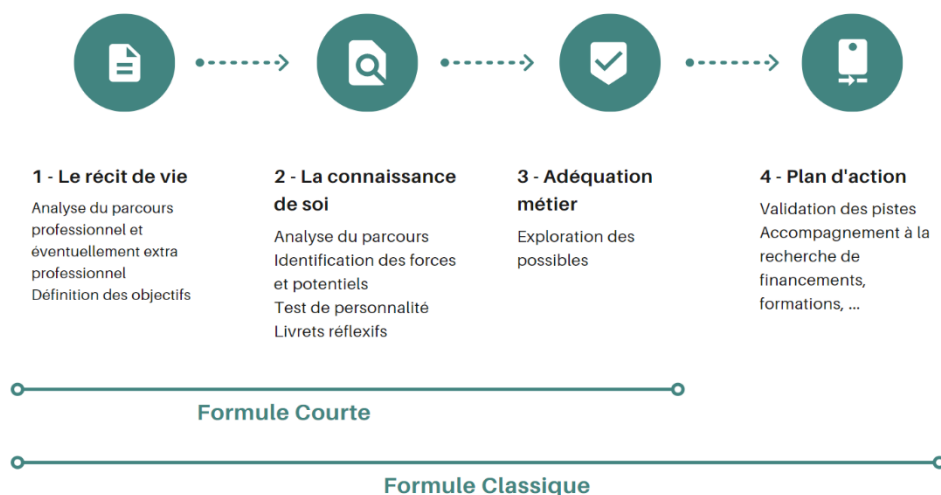 1 - Le récit de vie
Analyse du parcours
professionnel et
éventuellement extra
professionnel
Définition des objectifs
2 - La connaissance
de soi
Analyse du parcours
Identification des forces
et potentiels
Test de personnalité
Livrets réflexifs
3 - Adéquation
métier
Exploration des
possibles
4 - Plan d'action
Validation des pistes
Accompagnement à la
recherche de
financements,
formations, ...
Formule Courte
Formule Classique